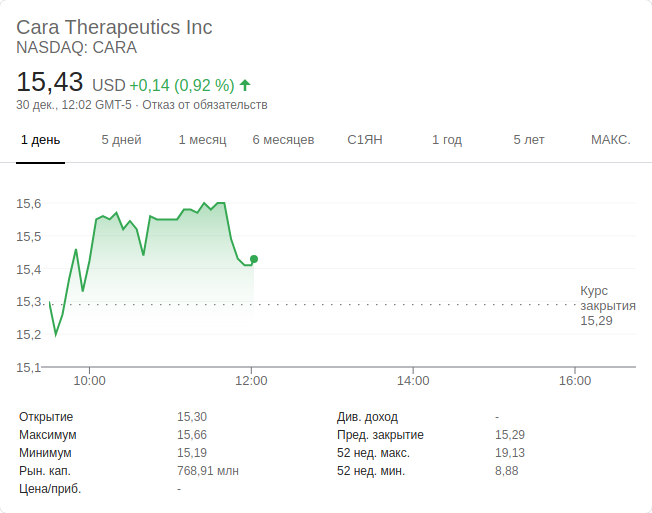 Cara Therapeutics Inc
NASDAQ: CARA
15,43 USD +0,14 (0,92 %)
30 дек., 12:02 GMT-5 · Отказ от обязательств
1 день 5 дней 1 месяц 6 месяцев С1ЯН 1 год 5 лет МАКС.
15,6
15,5
15,4
15,3
15,2
15,1
Курс
закрытия
15,29
10:00 12:00 14:00 16:00
Открытие 15,30 Див. доход -
Максимум 15,66 Пред. закрытие 15,29
Минимум 15,19 52 нед. макс. 19,13
Рын. кап. 768,91 млн 52 нед. мин. 8,88
Цена/приб. -